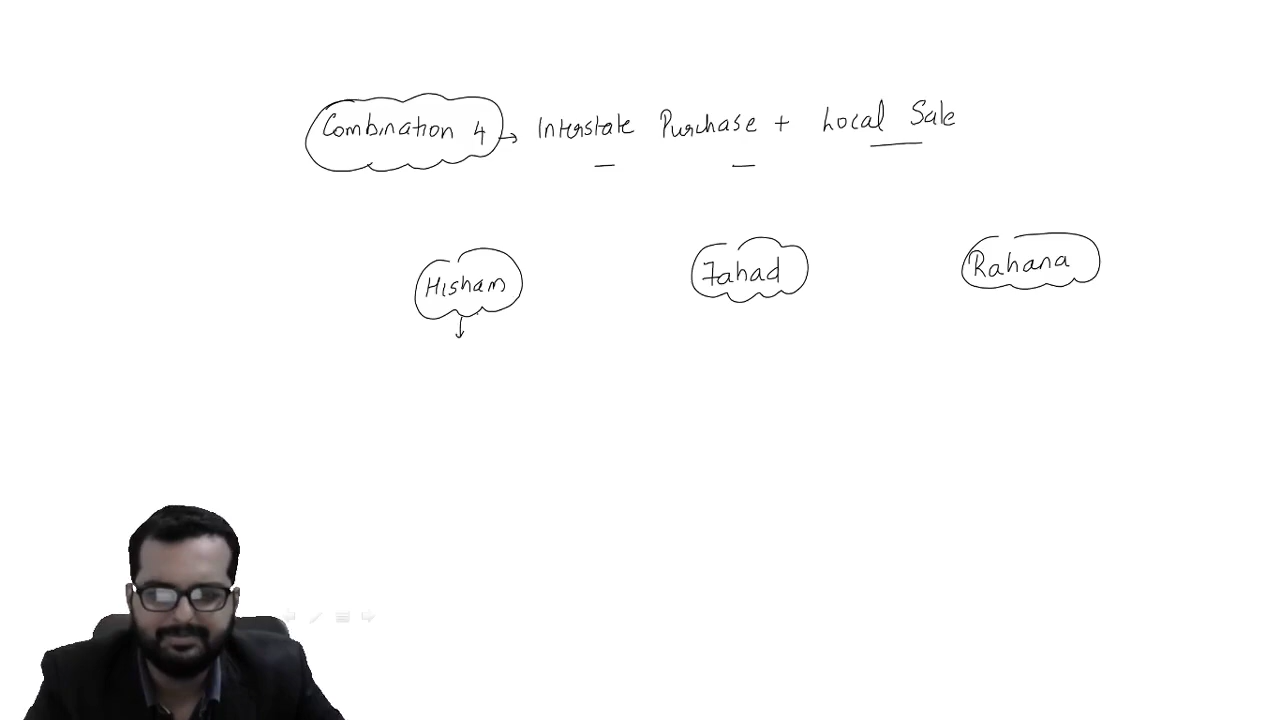 Combination 4 → Interstate Purchase + Local Sale
Hisham Fahad Rahana